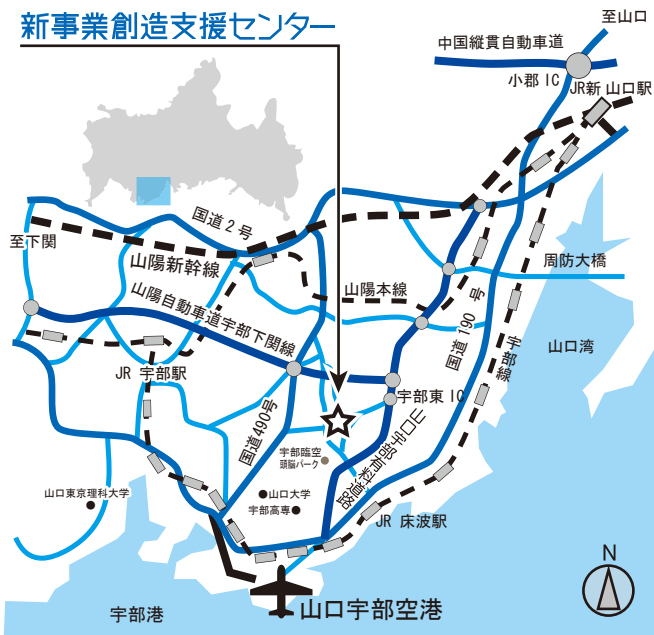 新事業創造支援センター
至山口
中国縦貫自動車道
小郡 IC
JR新 山口駅
国道2号
至下関
山陽新幹線
山陽自動車道宇部下関線
山陽本線
周防大橋
国道190 号
宇部線
山口湾
JR 宇部駅
宇部東 IC
国道490号
山口宇部有料道路
宇部臨空
頭脳パーク
山口大学
宇部高専
山口東京理科大学
JR 床波駅
N
山口宇部空港
宇部港